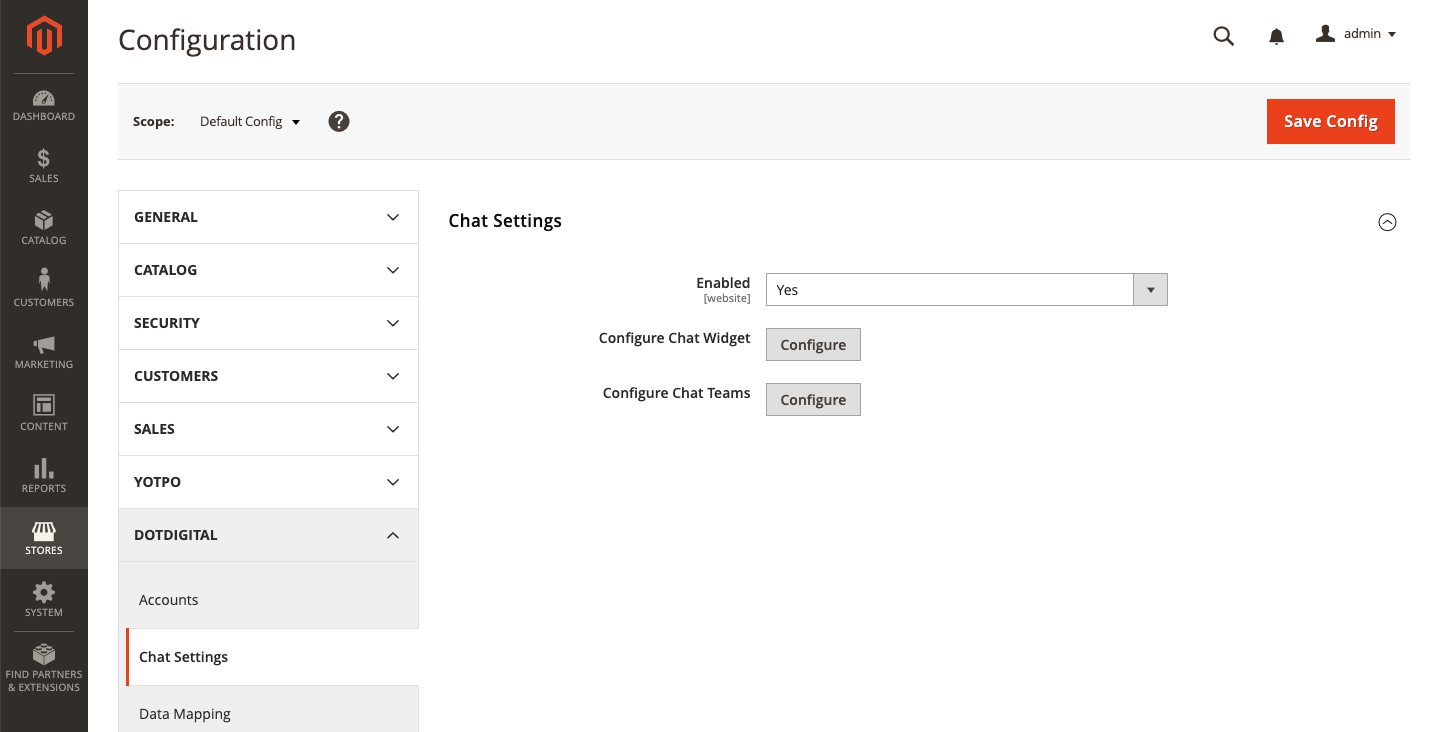 Configuration
admin
DASHBOARD
SALES
CATALOG
CUSTOMERS
MARKETING
CONTENT
REPORTS
STORES
SYSTEM
FIND PARTNERS
& EXTENSIONS
Scope: Default Config ?
Save Config
GENERAL
CATALOG
SECURITY
CUSTOMERS
SALES
YOTPO
DOTDIGITAL
Accounts
Chat Settings
Data Mapping
Chat Settings
Enabled Yes
[website]
Configure Chat Widget Configure
Configure Chat Teams Configure